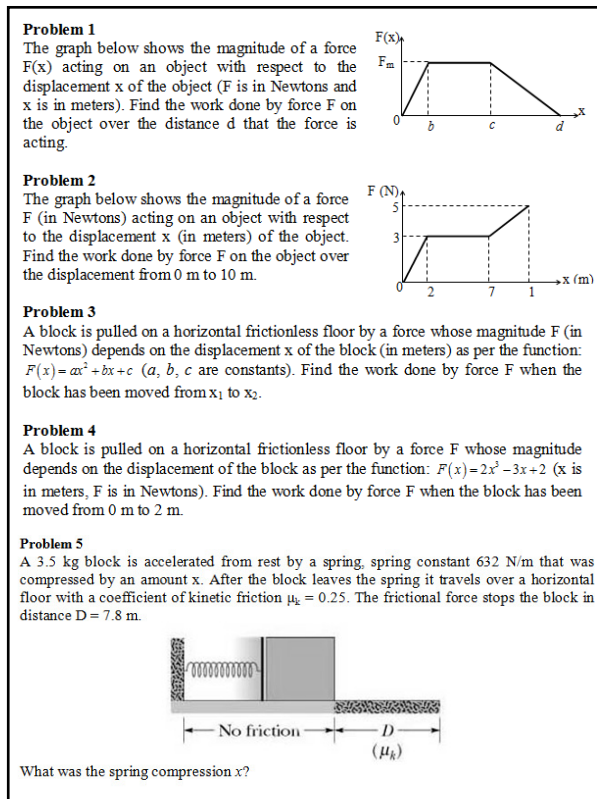 Problem 1
The graph below shows the magnitude of a force
F(x) acting on an object with respect to the
displacement x of the object (F is in Newtons and
x is in meters). Find the work done by force F on
the object over the distance d that the force is
acting.
F(x)
Fₘ
0
b
c
d
x
Problem 2
The graph below shows the magnitude of a force
F (in Newtons) acting on an object with respect
to the displacement x (in meters) of the object.
Find the work done by force F on the object over
the displacement from 0 m to 10 m.
F (N)
5
3
0
2
7
1
x (m)
Problem 3
A block is pulled on a horizontal frictionless floor by a force whose magnitude F (in
Newtons) depends on the displacement x of the block (in meters) as per the function:
F(x)= ax² +bx+c (a, b, c are constants). Find the work done by force F when the
block has been moved from x₁ to x₂.
Problem 4
A block is pulled on a horizontal frictionless floor by a force F whose magnitude
depends on the displacement of the block as per the function: F(x)=2x³ −3x+2 (x is
in meters, F is in Newtons). Find the work done by force F when the block has been
moved from 0 m to 2 m.
Problem 5
A 3.5 kg block is accelerated from rest by a spring, spring constant 632 N/m that was
compressed by an amount x. After the block leaves the spring it travels over a horizontal
floor with a coefficient of kinetic friction μₖ = 0.25. The frictional force stops the block in
distance D = 7.8 m.
No friction
D
(μₖ)
What was the spring compression x?